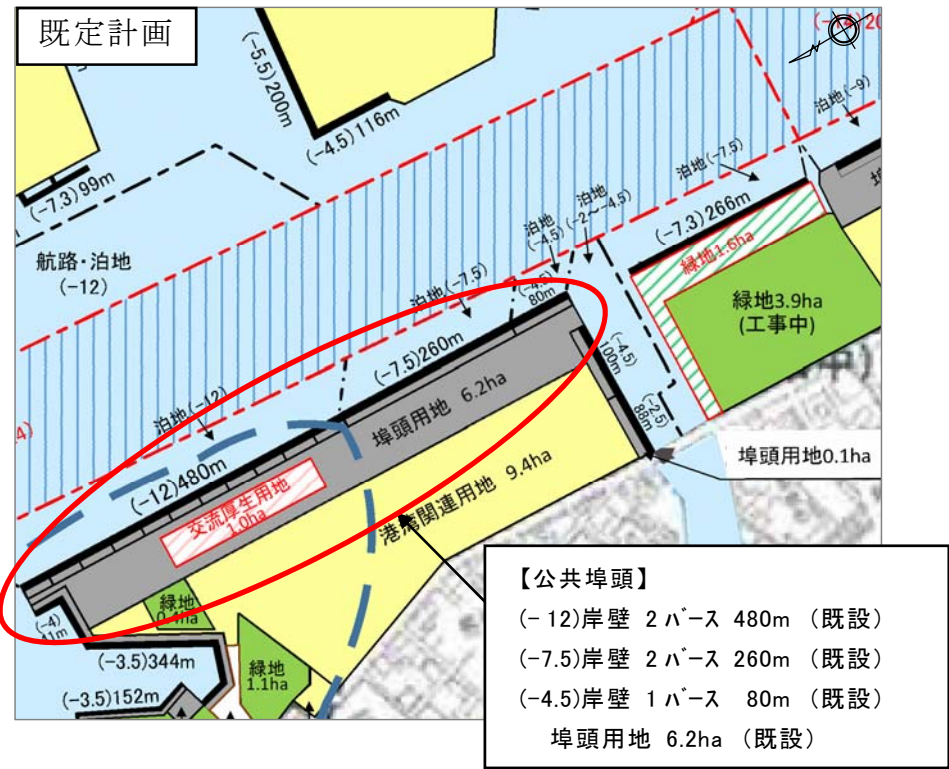 既定計画
(-5.5)200m
(-4.5)116m
(-7.3)99m
航路・泊地
(-12)
泊地(-9)
泊地(-7.5)
泊地
(-2~-4.5)
泊地
(-4.5)
(-7.3)266m
緑地1.6ha
緑地3.9ha
(工事中)
泊地(-7.5)
(-4.5)
80m
(-7.5)260m
(-4.5)
100m
(-2.5)
88m
泊地(-12)
(-12)480m
埠頭用地 6.2ha
埠頭用地0.1ha
交流厚生用地
1.0ha
港湾関連用地 9.4ha
緑地
0.4ha
(-4)
41m
(-3.5)344m
緑地
1.1ha
(-3.5)152m
【公共埠頭】
(-12)岸壁 2バース 480m (既設)
(-7.5)岸壁 2バース 260m (既設)
(-4.5)岸壁 1バース 80m (既設)
埠頭用地 6.2ha (既設)